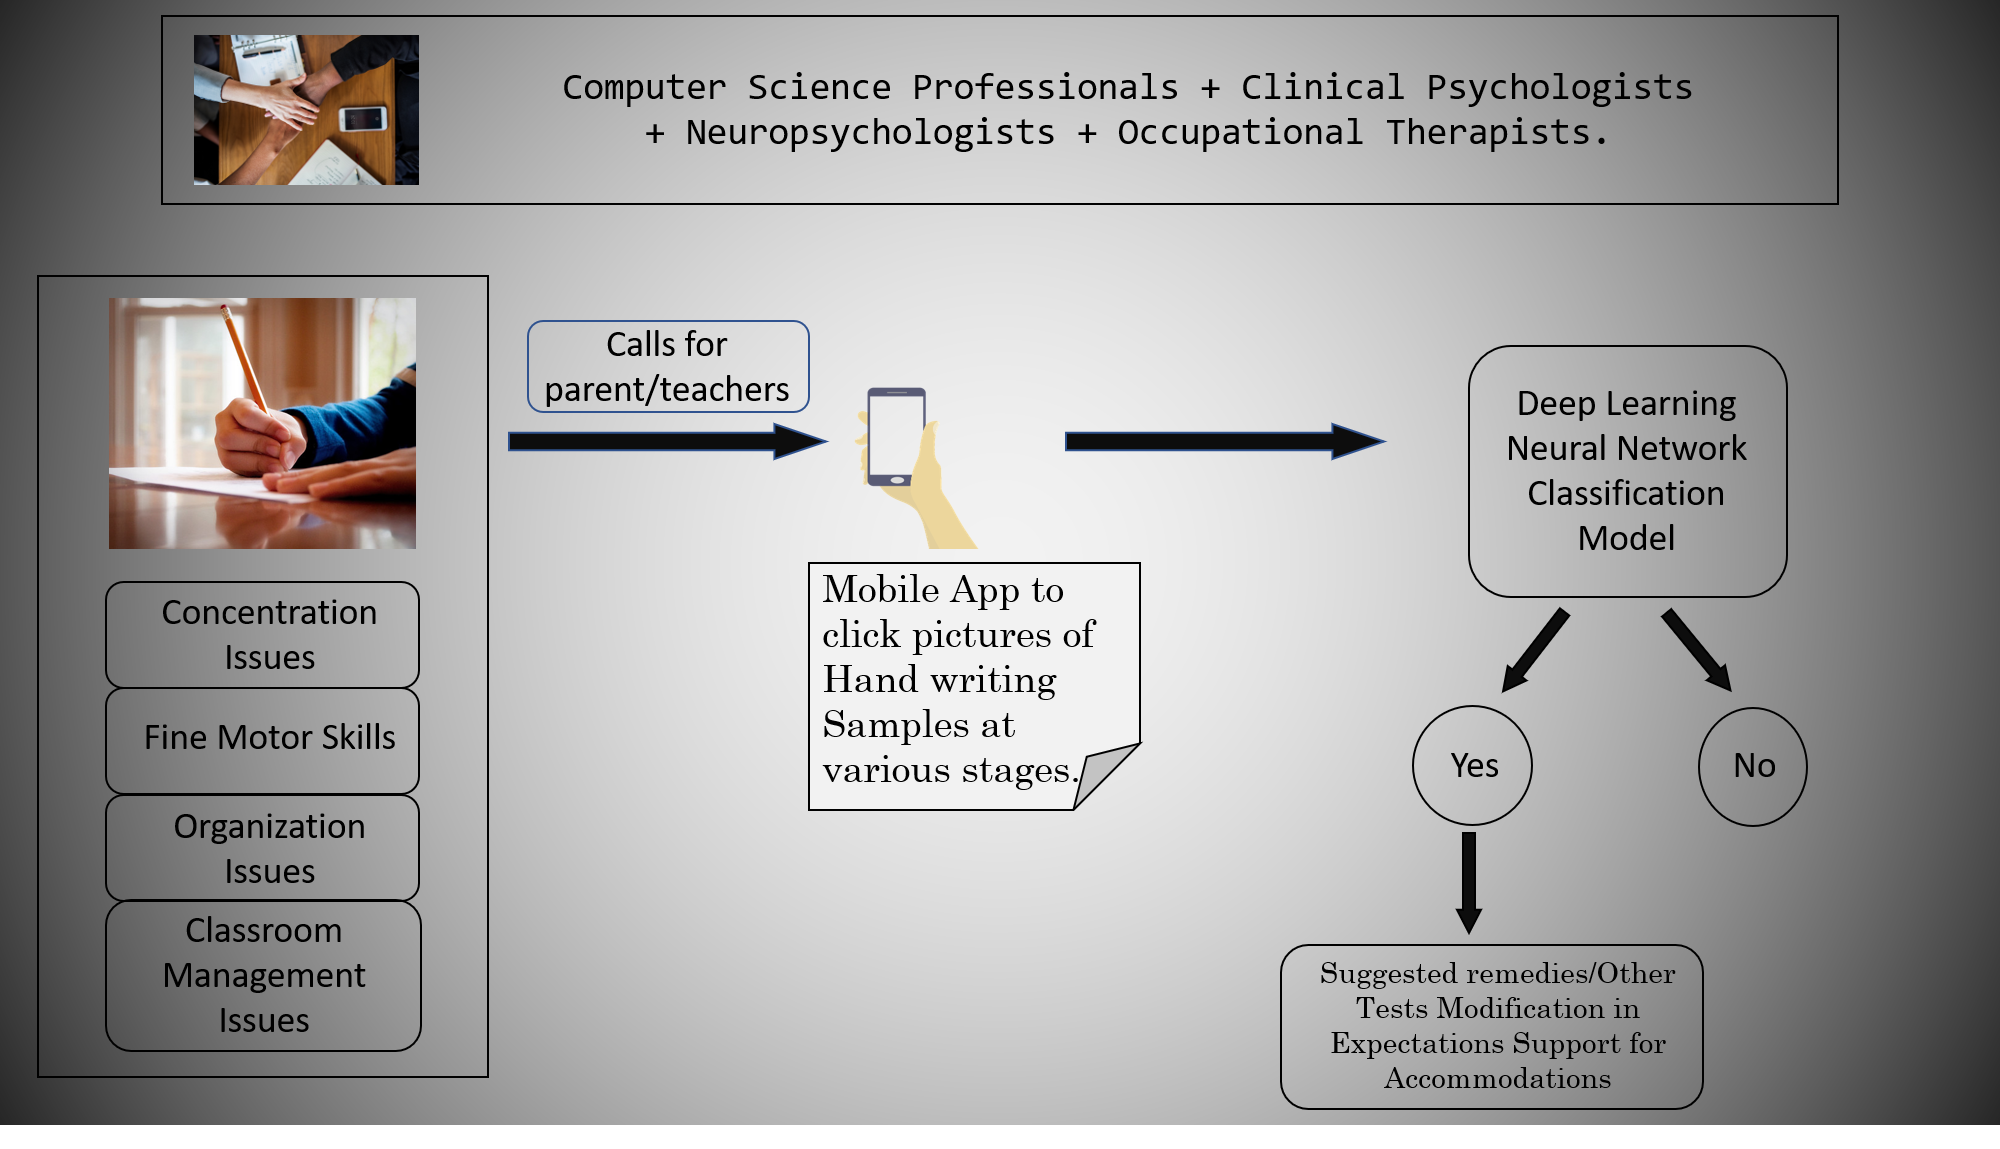 Computer Science Professionals + Clinical Psychologists
+ Neuropsychologists + Occupational Therapists.
Calls for
parent/teachers
Concentration
Issues
Fine Motor Skills
Organization
Issues
Classroom
Management
Issues
Mobile App to
click pictures of
Hand writing
Samples at
various stages.
Deep Learning
Neural Network
Classification
Model
Yes
No
Suggested remedies/Other
Tests Modification in
Expectations Support for
Accommodations